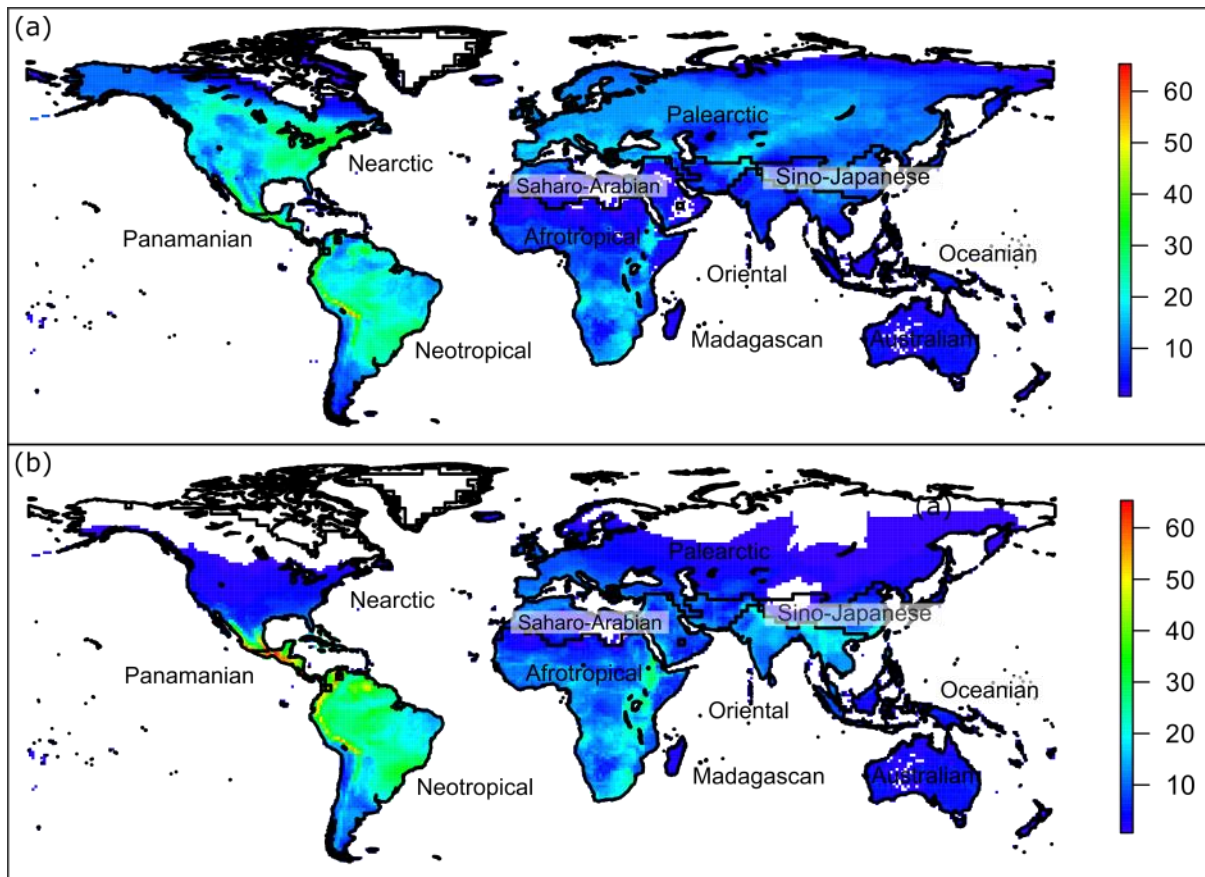 (a)
60
50
40
30
20
10
Palearctic
Nearctic
Saharo-Arabian
Sino-Japanese
Panamanian
Afrotropical
Oriental
Oceanian
Neotropical
Madagascan
Australian
(b)
(a)
60
50
40
30
20
10
Palearctic
Nearctic
Saharo-Arabian
Sino-Japanese
Panamanian
Afrotropical
Oriental
Oceanian
Neotropical
Madagascan
Australian